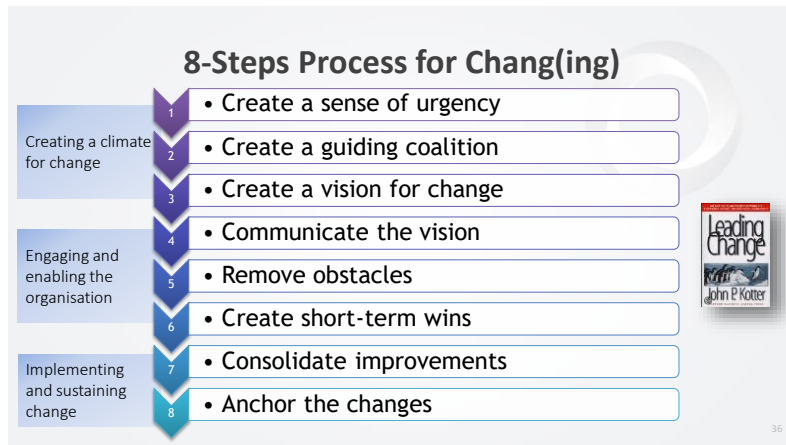 8-Steps Process for Chang(ing)
Creating a climate
for change
1
• Create a sense of urgency
2
• Create a guiding coalition
3
• Create a vision for change
Engaging and
enabling the
organisation
4
• Communicate the vision
5
• Remove obstacles
6
• Create short-term wins
Implementing
and sustaining
change
7
• Consolidate improvements
8
• Anchor the changes
Leading
Change
John P. Kotter
36